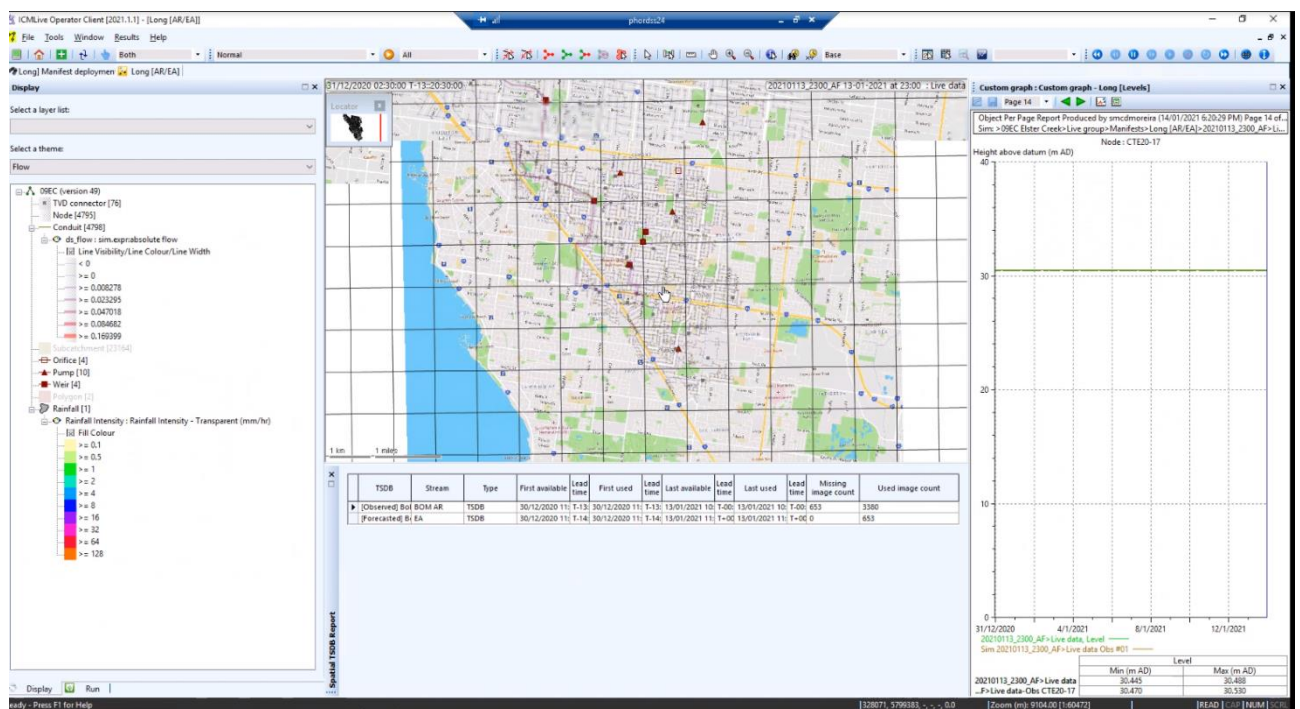 ICMLive Operator Client [2021.1.1] - [Long [AR/EA]]
phordss24
File Tools Window Results Help
Both Normal All Base
Long] Manifest deploymen Long [AR/EA]
Display
Select a layer list:
Select a theme:
Flow
09EC (version 49)
TVD connector [76]
Node [4795]
Conduit [4798]
ds_flow : sim.expr:absolute flow
Line Visibility/Line Colour/Line Width
< 0
>= 0
>= 0.008278
>= 0.023295
>= 0.047018
>= 0.084682
>= 0.169399
Subcatchment [23164]
Orifice [4]
Pump [10]
Weir [4]
Polygon [2]
Rainfall [1]
Rainfall Intensity : Rainfall Intensity - Transparent (mm/hr)
Fill Colour
>= 0.1
>= 0.5
>= 1
>= 2
>= 4
>= 8
>= 16
>= 32
>= 64
>= 128
Display Run
31/12/2020 02:30:00 T-13:20:30:00
20210113_2300_AF 13-01-2021 at 23:00 : Live data
Locator
1 km 1 miles
Spatial TSDB Report
TSDB Stream Type First available Lead time First used Lead time Last available Lead time Last used Lead time Missing image count Used image count
[Observed] Bo BOM AR TSDB 30/12/2020 11: T-13: 30/12/2020 11: T-13: 13/01/2021 10: T-00: 13/01/2021 10: T-00: 653 3380
[Forecasted] B EA TSDB 30/12/2020 11: T-14: 30/12/2020 11: T-14: 13/01/2021 11: T+00 13/01/2021 11: T+00 0 653
Custom graph : Custom graph - Long [Levels]
Page 14
Object Per Page Report Produced by smcdmoreira (14/01/2021 6:20:29 PM) Page 14 of...
Sim: >09EC Elster Creek>Live group>Manifests>Long [AR/EA]>20210113_2300_AF>Li...
Node : CTE20-17
Height above datum (m AD)
40
30
20
10
0
31/12/2020 4/1/2021 8/1/2021 12/1/2021
20210113_2300_AF>Live data, Level
Sim 20210113_2300_AF>Live data Obs #01
Level
Min (m AD) Max (m AD)
20210113_2300_AF>Live data 30.445 30.488
...F>Live data-Obs CTE20-17 30.470 30.530
eady - Press F1 for Help
328071, 5799383, -, -, -, 0.0
Zoom (m): 9104.00 [1:60472]
READ CAP NUM SCRL